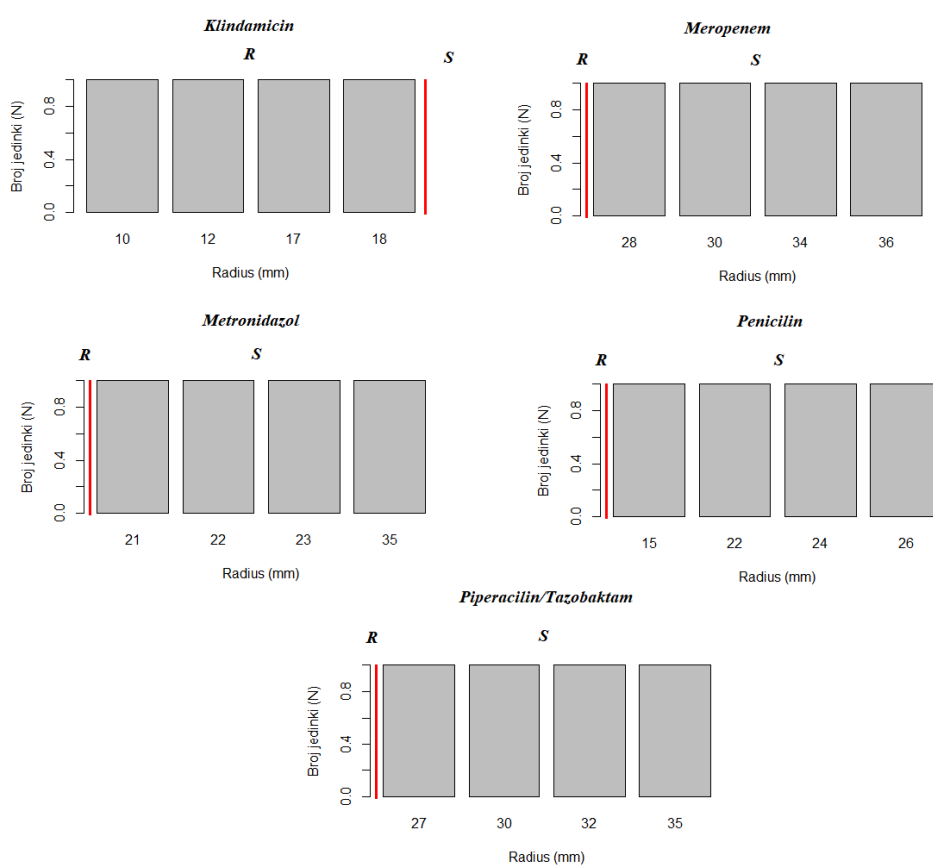 Klindamicin
R S
Broj jedinki (N)
0.0 0.4 0.8
10 12 17 18
Radius (mm)
Meropenem
R S
Broj jedinki (N)
0.0 0.4 0.8
28 30 34 36
Radius (mm)
Metronidazol
R S
Broj jedinki (N)
0.0 0.4 0.8
21 22 23 35
Radius (mm)
Penicilin
R S
Broj jedinki (N)
0.0 0.4 0.8
15 22 24 26
Radius (mm)
Piperacilin/Tazobaktam
R S
Broj jedinki (N)
0.0 0.4 0.8
27 30 32 35
Radius (mm)